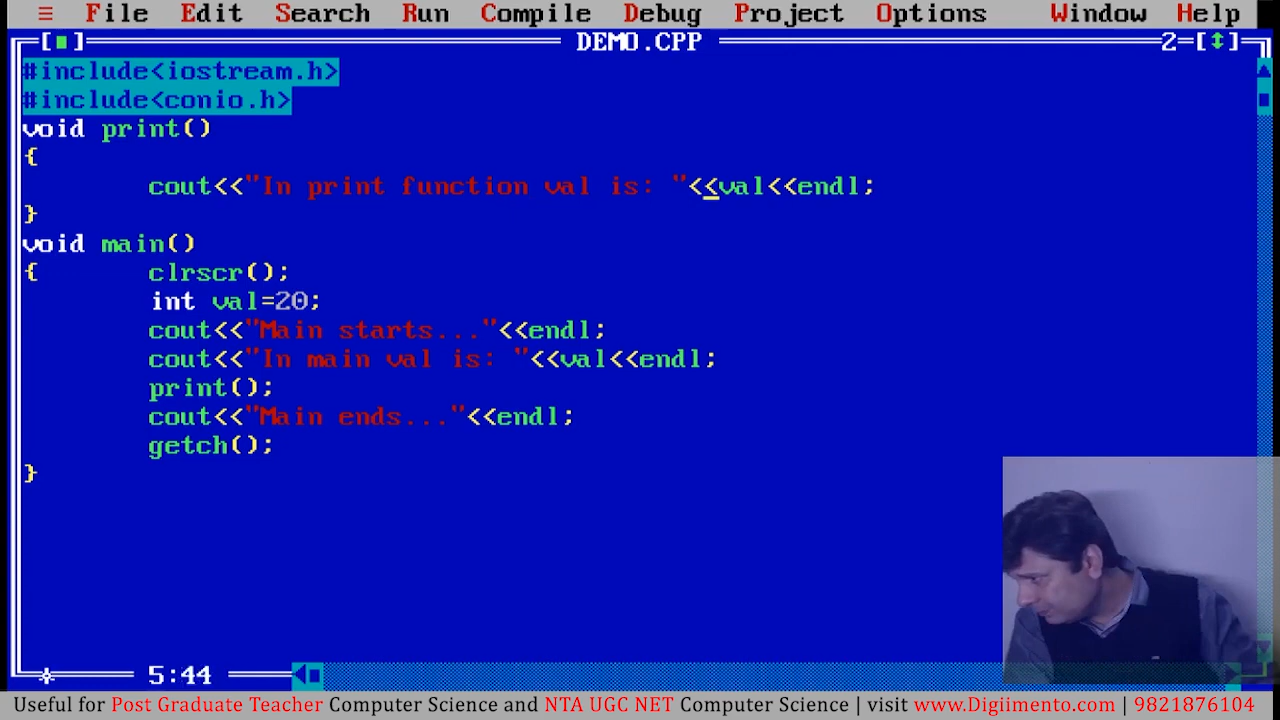 ≡ File Edit Search Run Compile Debug Project Options Window Help
[■] DEMO.CPP 2=[↕]
#include<iostream.h>
#include<conio.h>
void print()
{
cout<<"In print function val is: "<<val<<endl;
}
void main()
{ clrscr();
int val=20;
cout<<"Main starts..."<<endl;
cout<<"In main val is: "<<val<<endl;
print();
cout<<"Main ends..."<<endl;
getch();
}
5:44
Useful for Post Graduate Teacher Computer Science and NTA UGC NET Computer Science | visit www.Digiimento.com | 9821876104